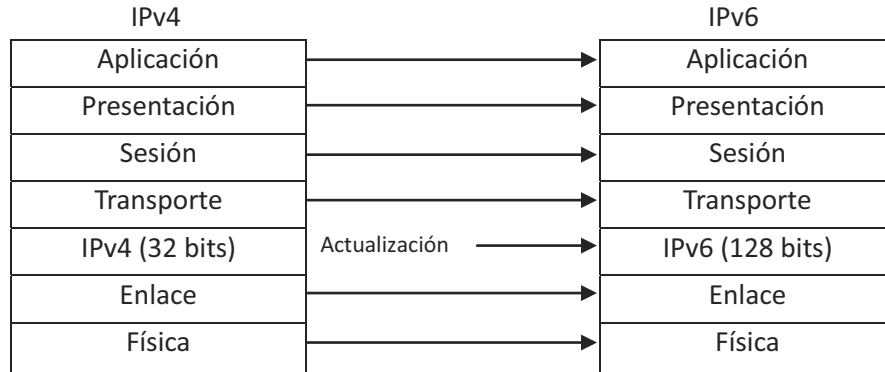 IPv4 IPv6
Aplicación Aplicación
Presentación Presentación
Sesión Sesión
Transporte Transporte
IPv4 (32 bits) Actualización IPv6 (128 bits)
Enlace Enlace
Física Física